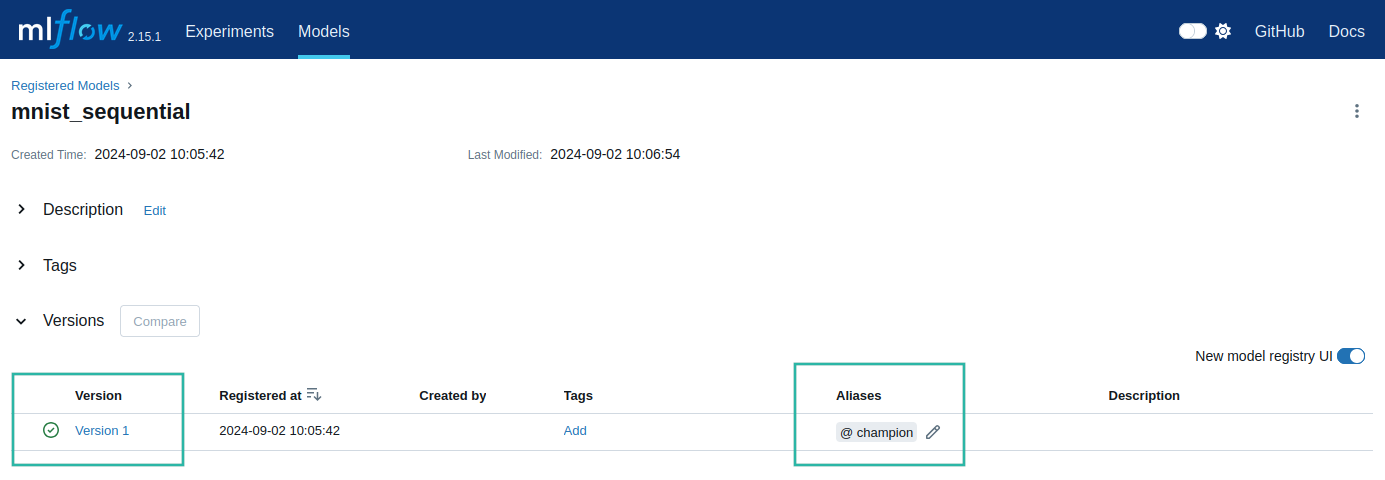 mlflow 2.15.1 Experiments Models GitHub Docs
Registered Models
mnist_sequential
Created Time: 2024-09-02 10:05:42 Last Modified: 2024-09-02 10:06:54
Description Edit
Tags
Versions Compare
New model registry UI
Version Registered at Created by Tags Aliases Description
Version 1 2024-09-02 10:05:42 Add @ champion